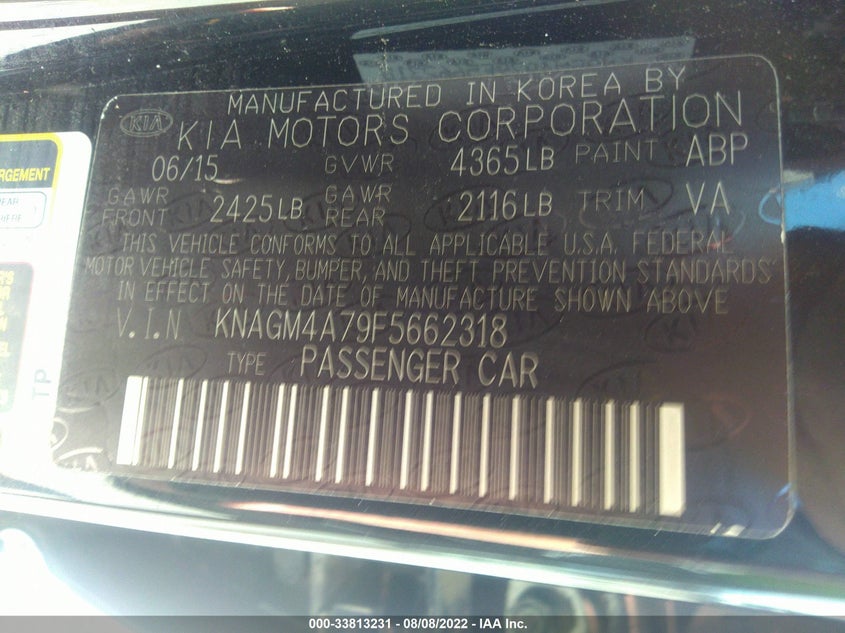 MANUFACTURED IN KOREA BY
KIA KIA MOTORS CORPORATION
06/15 GVWR 4365LB PAINT ABP
GAWR FRONT 2425LB GAWR REAR 2116LB TRIM VA
THIS VEHICLE CONFORMS TO ALL APPLICABLE U.S.A. FEDERAL
MOTOR VEHICLE SAFETY, BUMPER, AND THEFT PREVENTION STANDARDS
IN EFFECT ON THE DATE OF MANUFACTURE SHOWN ABOVE
V.I.N KNAGM4A79F5662318
TYPE PASSENGER CAR
TP
000-33813231 - 08/08/2022 - IAA Inc.